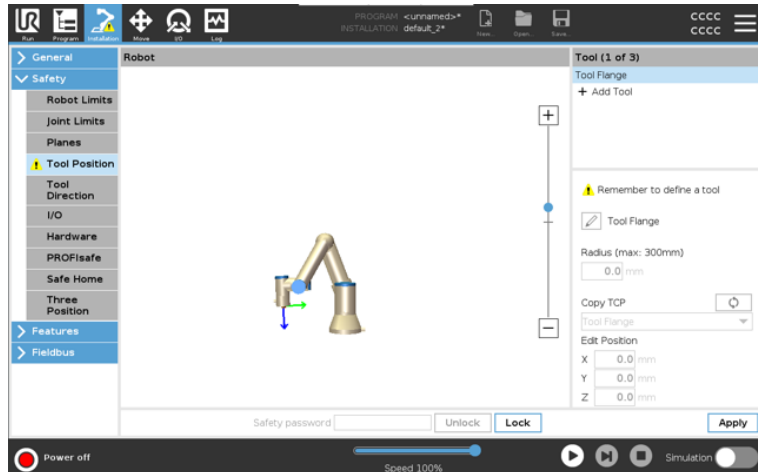 PROGRAM <unnamed>*
INSTALLATION default_2*
cccc
cccc
Run
Program
Installation
Move
I/O
Log
New...
Open...
Save...
General
Safety
Robot Limits
Joint Limits
Planes
Tool Position
Tool
Direction
I/O
Hardware
PROFIsafe
Safe Home
Three
Position
Features
Fieldbus
Robot
+
−
Tool (1 of 3)
Tool Flange
+ Add Tool
Remember to define a tool
Tool Flange
Radius (max: 300mm)
0.0 mm
Copy TCP
Tool Flange
Edit Position
X 0.0 mm
Y 0.0 mm
Z 0.0 mm
Safety password
Unlock
Lock
Apply
Power off
Speed 100%
Simulation